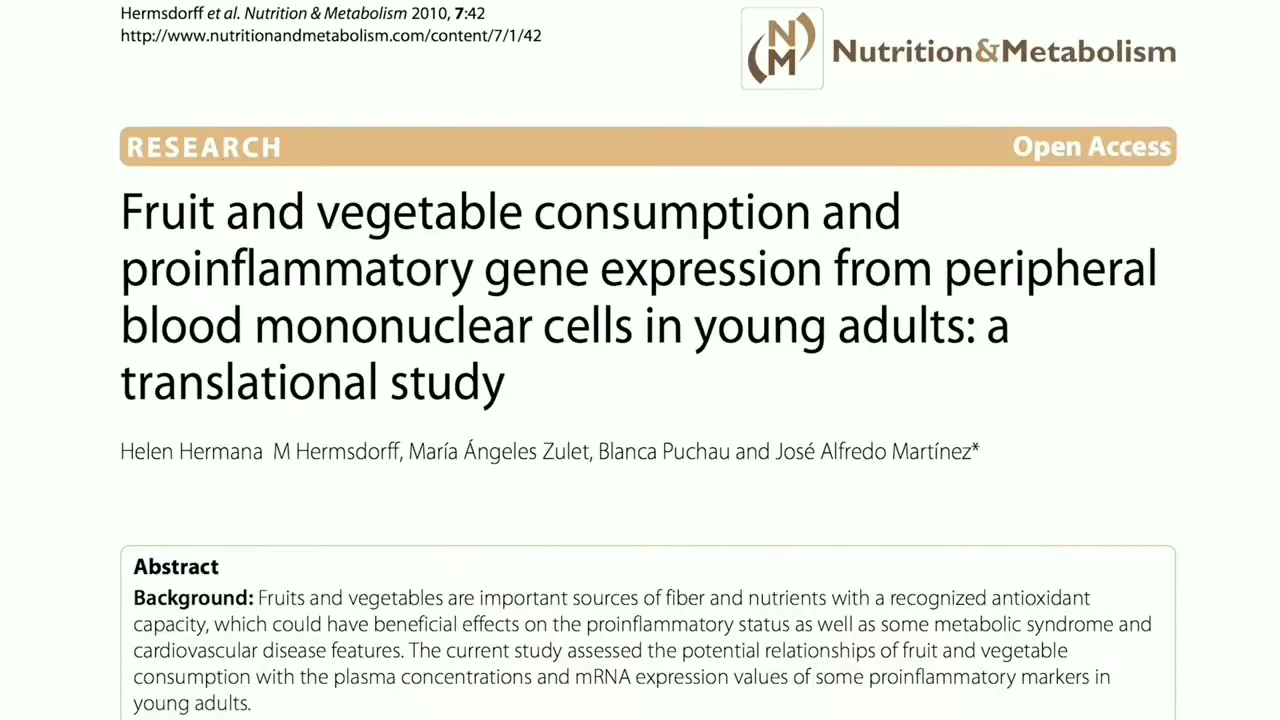 Hermsdorff et al. Nutrition & Metabolism 2010, 7:42
http://www.nutritionandmetabolism.com/content/7/1/42
NM
Nutrition&Metabolism
RESEARCH
Open Access
Fruit and vegetable consumption and
proinflammatory gene expression from peripheral
blood mononuclear cells in young adults: a
translational study
Helen Hermana M Hermsdorff, María Ángeles Zulet, Blanca Puchau and José Alfredo Martínez*
Abstract
Background: Fruits and vegetables are important sources of fiber and nutrients with a recognized antioxidant
capacity, which could have beneficial effects on the proinflammatory status as well as some metabolic syndrome and
cardiovascular disease features. The current study assessed the potential relationships of fruit and vegetable
consumption with the plasma concentrations and mRNA expression values of some proinflammatory markers in
young adults.